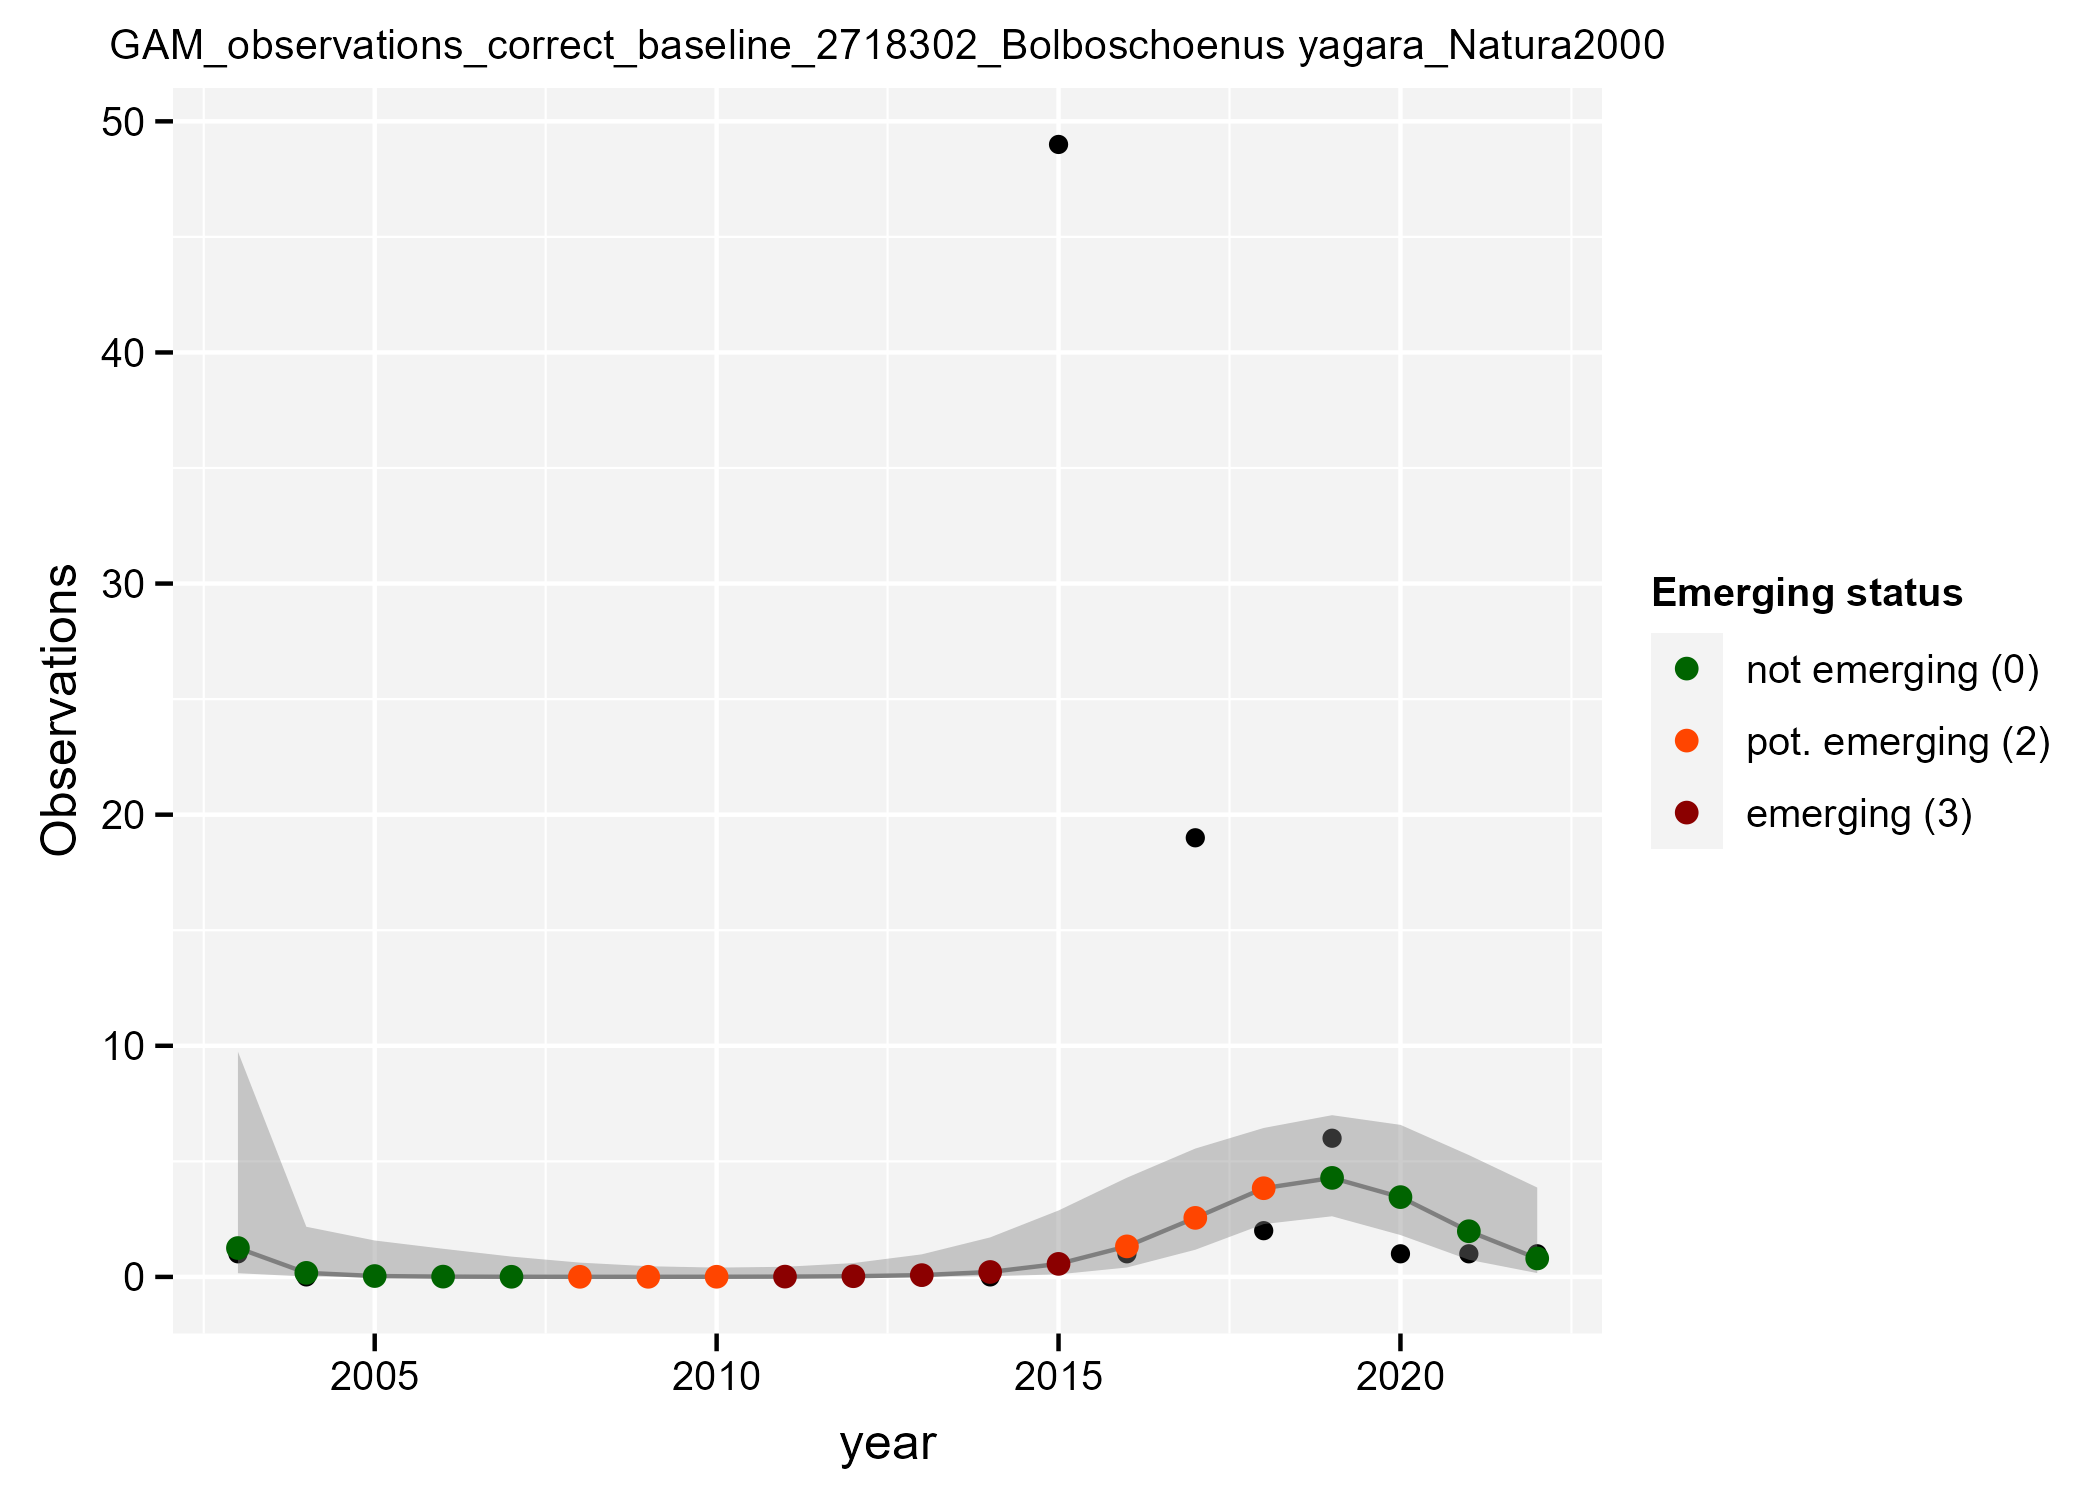 GAM_observations_correct_baseline_2718302_Bolboschoenus yagara_Natura2000
50
40
30
20
10
0
Observations
2005
2010
2015
2020
year
Emerging status
not emerging (0)
pot. emerging (2)
emerging (3)